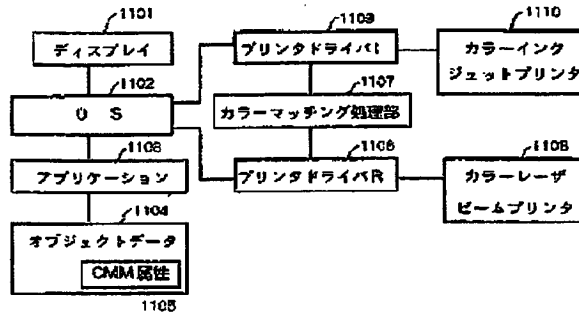 1101
ディスプレイ
1102
O S
1103
アプリケーション
1104
オブジェクトデータ
CMM属性
1105
1109
プリンタドライバI
1107
カラーマッチング処理部
1106
プリンタドライバR
1110
カラーインク
ジェットプリンタ
1108
カラーレーザ
ビームプリンタ